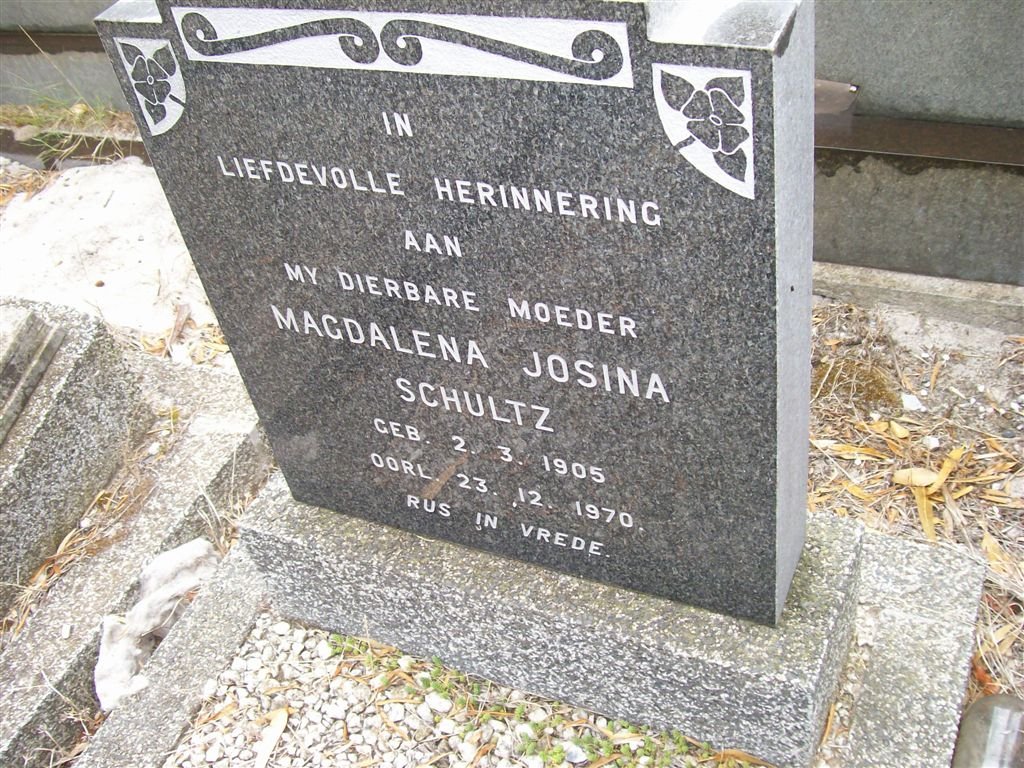 IN
LIEFDEVOLLE HERINNERING
AAN
MY DIERBARE MOEDER
MAGDALENA JOSINA
SCHULTZ
GEB. 2. 3. 1905
OORL. 23. 12. 1970.
RUS IN VREDE.